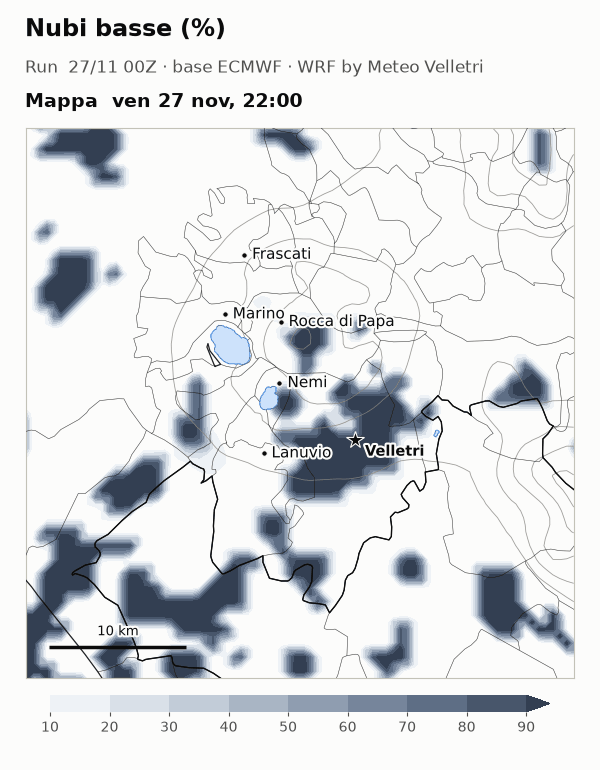 Nubi basse (%)
Run  27/11 00Z · base ECMWF · WRF by Meteo Velletri
Mappa  ven 27 nov, 22:00
Frascati
Marino
Rocca di Papa
Nemi
Velletri
Lanuvio
10 km
10 20 30 40 50 60 70 80 90